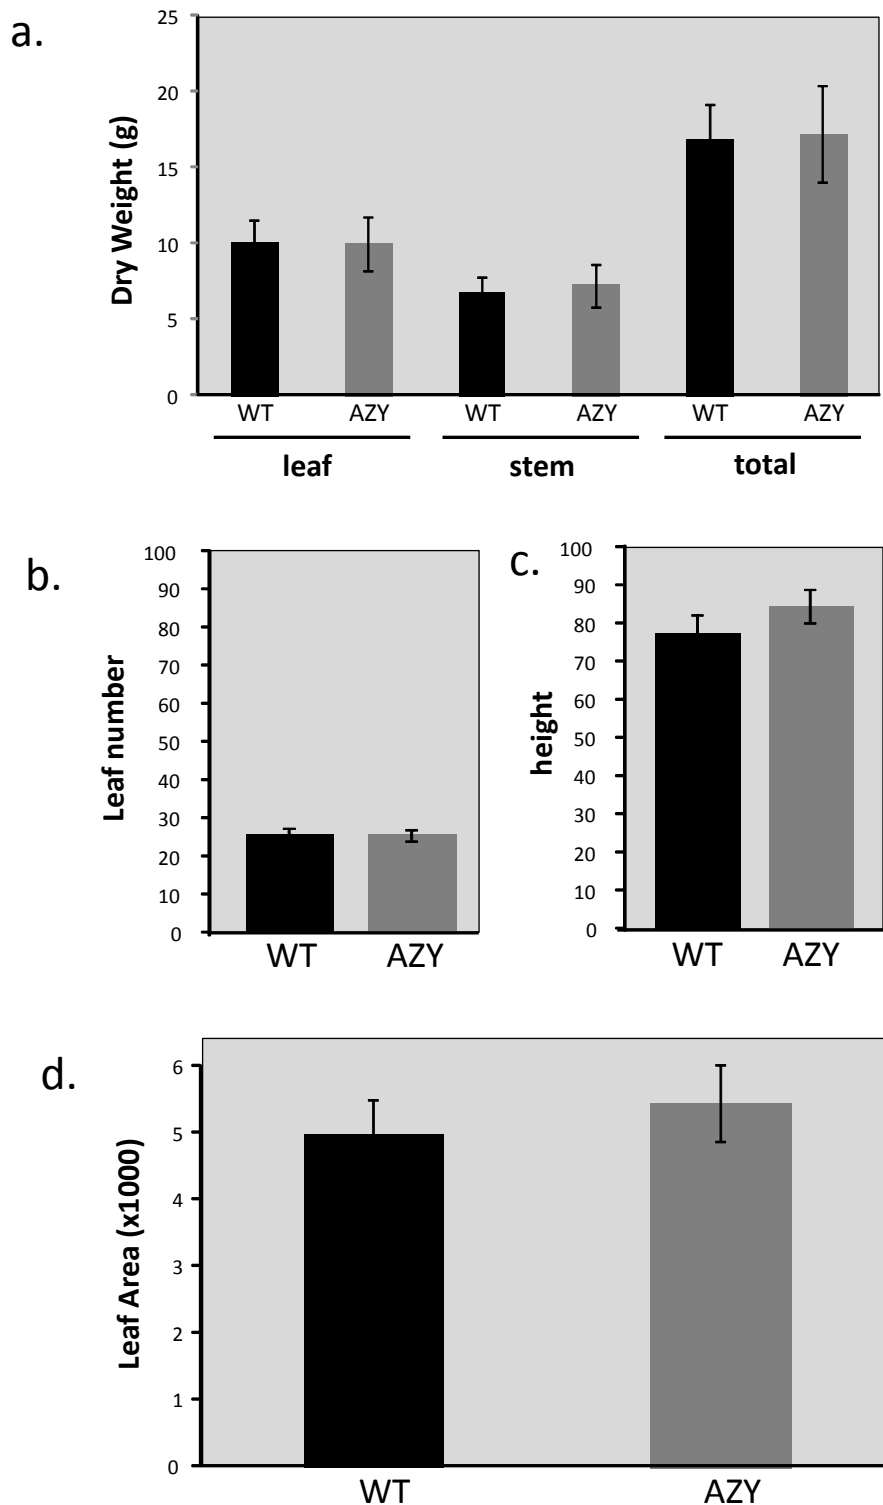 a.
Dry Weight (g)
25
20
15
10
5
0
WT AZY WT AZY WT AZY
leaf stem total
b.
Leaf number
100
90
80
70
60
50
40
30
20
10
0
WT AZY
c.
height
100
90
80
70
60
50
40
30
20
10
0
WT AZY
d.
Leaf Area (x1000)
6
5
4
3
2
1
0
WT AZY